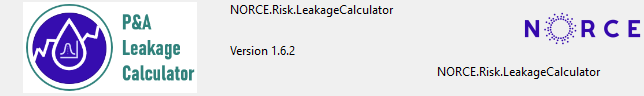 P&A
Leakage
Calculator
NORCE.Risk.LeakageCalculator
Version 1.6.2
NORCE
NORCE.Risk.LeakageCalculator